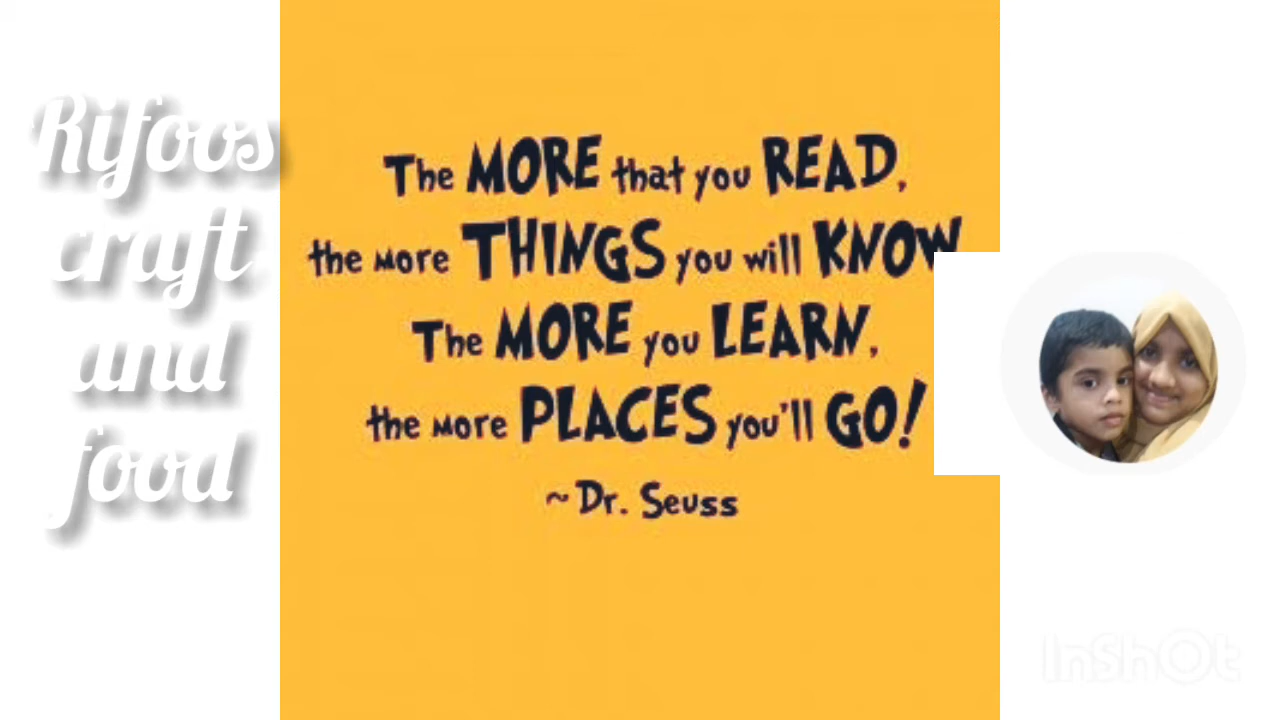 Rifoos
craft
and
food
The MORE that you READ,
the more THINGS you will KNOW
The MORE you LEARN,
the more PLACES you'll GO!
~Dr. Seuss
InShOt